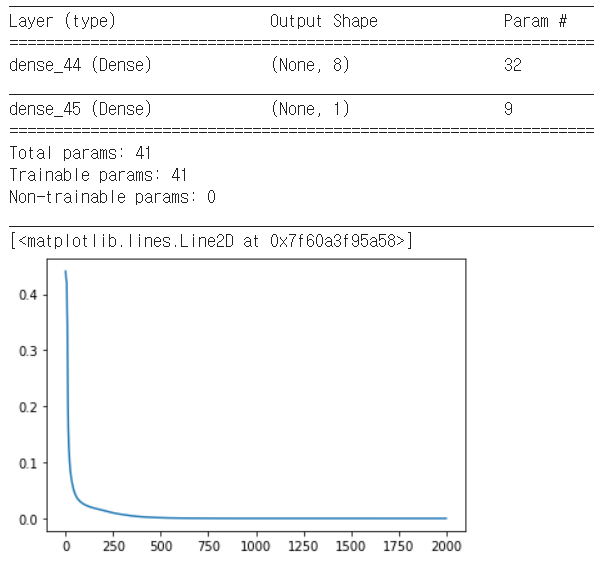 Layer (type) Output Shape Param #
=================================================================
dense_44 (Dense) (None, 8) 32
dense_45 (Dense) (None, 1) 9
=================================================================
Total params: 41
Trainable params: 41
Non-trainable params: 0
[<matplotlib.lines.Line2D at 0x7f60a3f95a58>]
0.4
0.3
0.2
0.1
0.0
0 250 500 750 1000 1250 1500 1750 2000